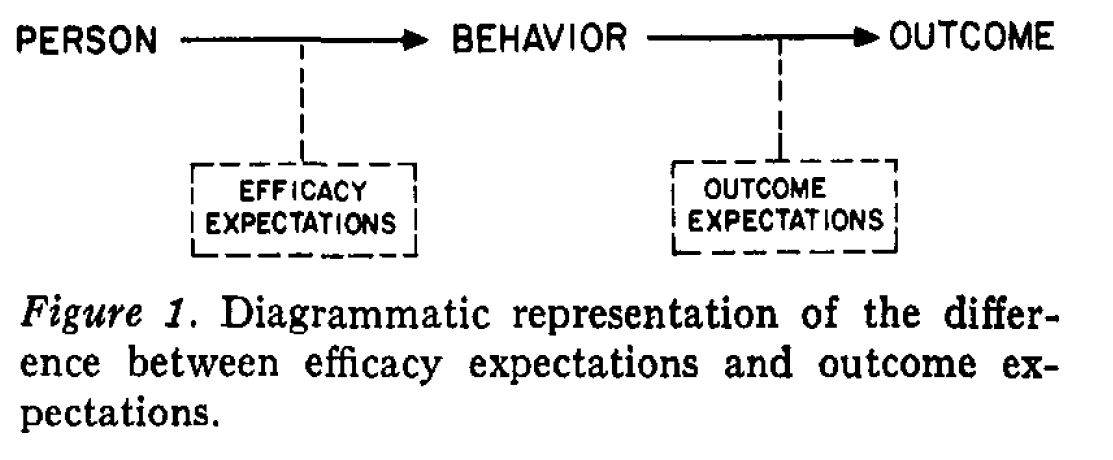 PERSON BEHAVIOR OUTCOME
EFFICACY
EXPECTATIONS
OUTCOME
EXPECTATIONS
Figure 1. Diagrammatic representation of the differ-
ence between efficacy expectations and outcome ex-
pectations.